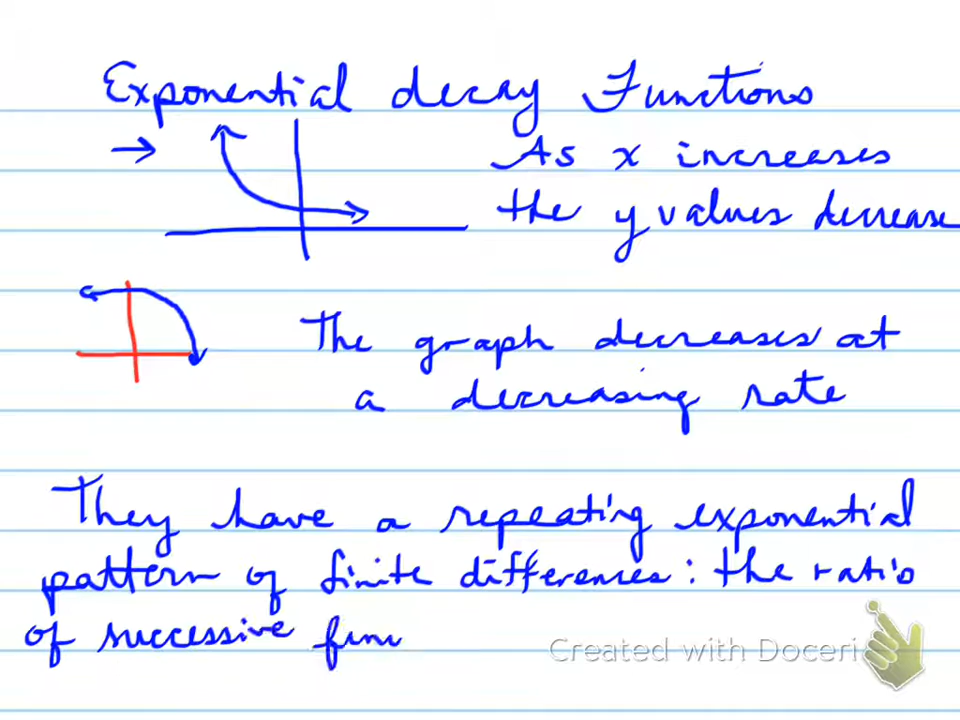 Exponential decay Functions
As x increases
the y values decrease
The graph decreases at
a decreasing rate
They have a repeating exponential
pattern of finite differences: the ratio
of successive fini
Created with Doceri